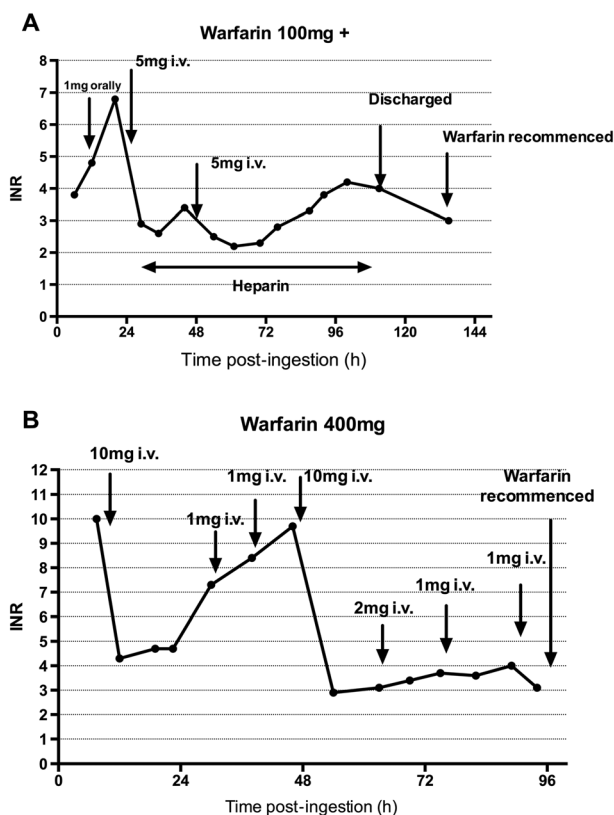 A
Warfarin 100mg +
8
7
6
5
4
3
2
1
0
INR
1mg orally
5mg i.v.
5mg i.v.
Discharged
Warfarin recommenced
Heparin
0
24
48
72
96
120
144
Time post-ingestion (h)
B
Warfarin 400mg
12
11
10
9
8
7
6
5
4
3
2
1
0
INR
10mg i.v.
1mg i.v.
1mg i.v.
10mg i.v.
2mg i.v.
1mg i.v.
1mg i.v.
Warfarin
recommenced
0
24
48
72
96
Time post-ingestion (h)